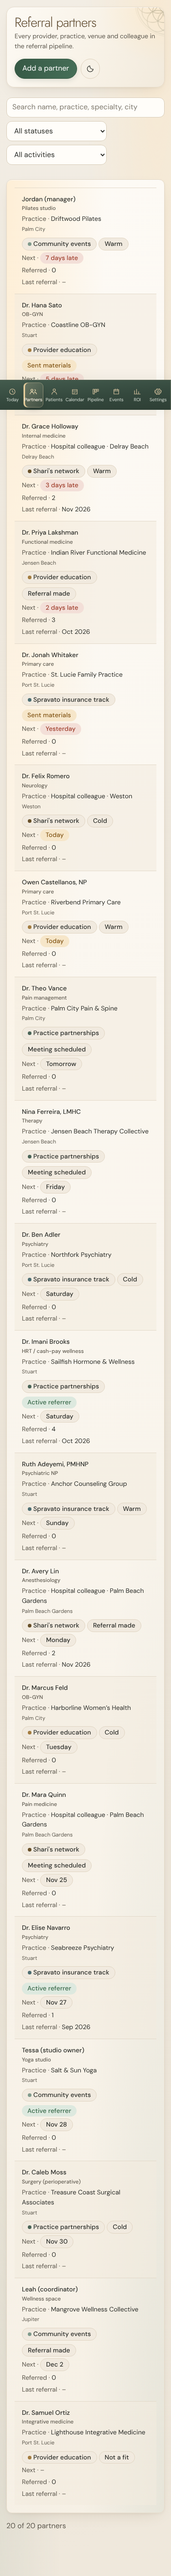 Referral partners
Every provider, practice, venue and colleague in
the referral pipeline.
Add a partner
Search name, practice, specialty, city
All statuses
All activities
Jordan (manager)
Pilates studio
Practice · Driftwood Pilates
Palm City
Community events Warm
Next · 7 days late
Referred · 0
Last referral · –
Dr. Hana Sato
OB-GYN
Practice · Coastline OB-GYN
Stuart
Provider education
Sent materials
Next · 5 days late
Today Partners Patients Calendar Pipeline Events ROI Settings
Dr. Grace Holloway
Internal medicine
Practice · Hospital colleague · Delray Beach
Delray Beach
Shari's network Warm
Next · 3 days late
Referred · 2
Last referral · Nov 2026
Dr. Priya Lakshman
Functional medicine
Practice · Indian River Functional Medicine
Jensen Beach
Provider education
Referral made
Next · 2 days late
Referred · 3
Last referral · Oct 2026
Dr. Jonah Whitaker
Primary care
Practice · St. Lucie Family Practice
Port St. Lucie
Spravato insurance track
Sent materials
Next · Yesterday
Referred · 0
Last referral · –
Dr. Felix Romero
Neurology
Practice · Hospital colleague · Weston
Weston
Shari's network Cold
Next · Today
Referred · 0
Last referral · –
Owen Castellanos, NP
Primary care
Practice · Riverbend Primary Care
Port St. Lucie
Provider education Warm
Next · Today
Referred · 0
Last referral · –
Dr. Theo Vance
Pain management
Practice · Palm City Pain & Spine
Palm City
Practice partnerships
Meeting scheduled
Next · Tomorrow
Referred · 0
Last referral · –
Nina Ferreira, LMHC
Therapy
Practice · Jensen Beach Therapy Collective
Jensen Beach
Practice partnerships
Meeting scheduled
Next · Friday
Referred · 0
Last referral · –
Dr. Ben Adler
Psychiatry
Practice · Northfork Psychiatry
Port St. Lucie
Spravato insurance track Cold
Next · Saturday
Referred · 0
Last referral · –
Dr. Imani Brooks
HRT / cash-pay wellness
Practice · Sailfish Hormone & Wellness
Stuart
Practice partnerships
Active referrer
Next · Saturday
Referred · 4
Last referral · Oct 2026
Ruth Adeyemi, PMHNP
Psychiatric NP
Practice · Anchor Counseling Group
Stuart
Spravato insurance track Warm
Next · Sunday
Referred · 0
Last referral · –
Dr. Avery Lin
Anesthesiology
Practice · Hospital colleague · Palm Beach
Gardens
Palm Beach Gardens
Shari's network Referral made
Next · Monday
Referred · 2
Last referral · Nov 2026
Dr. Marcus Feld
OB-GYN
Practice · Harborline Women's Health
Palm City
Provider education Cold
Next · Tuesday
Referred · 0
Last referral · –
Dr. Mara Quinn
Pain medicine
Practice · Hospital colleague · Palm Beach
Gardens
Palm Beach Gardens
Shari's network
Meeting scheduled
Next · Nov 25
Referred · 0
Last referral · –
Dr. Elise Navarro
Psychiatry
Practice · Seabreeze Psychiatry
Stuart
Spravato insurance track
Active referrer
Next · Nov 27
Referred · 1
Last referral · Sep 2026
Tessa (studio owner)
Yoga studio
Practice · Salt & Sun Yoga
Stuart
Community events
Active referrer
Next · Nov 28
Referred · 0
Last referral · –
Dr. Caleb Moss
Surgery (perioperative)
Practice · Treasure Coast Surgical
Associates
Stuart
Practice partnerships Cold
Next · Nov 30
Referred · 0
Last referral · –
Leah (coordinator)
Wellness space
Practice · Mangrove Wellness Collective
Jupiter
Community events
Referral made
Next · Dec 2
Referred · 0
Last referral · –
Dr. Samuel Ortiz
Integrative medicine
Practice · Lighthouse Integrative Medicine
Port St. Lucie
Provider education Not a fit
Next · –
Referred · 0
Last referral · –
20 of 20 partners